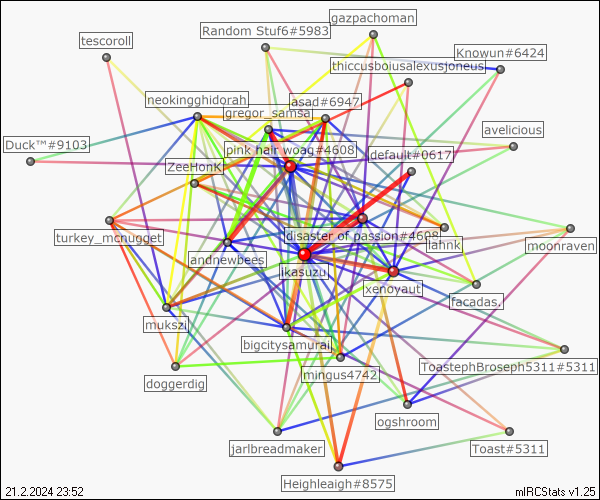 gazpachoman
Random Stuf6#5983
tescoroll
Knowun#6424
thiccusboiusalexusjoneus
neokingghidorah
asad#6947
gregor_samsa
avelicious
Duck™#9103
pink hair woag#4608
default#0617
ZeeHonK
disaster of passion#4698
turkey_mcnugget
lahnk
moonraven
andnewbees
ikasuzu
xenoyaut
facadas.
mukszi
bigcitysamurai
ToastephBroseph5311#5311
mingus4742
doggerdig
ogshroom
jarlbreadmaker
Toast#5311
Heighleaigh#8575
21.2.2024 23:52
mIRCStats v1.25